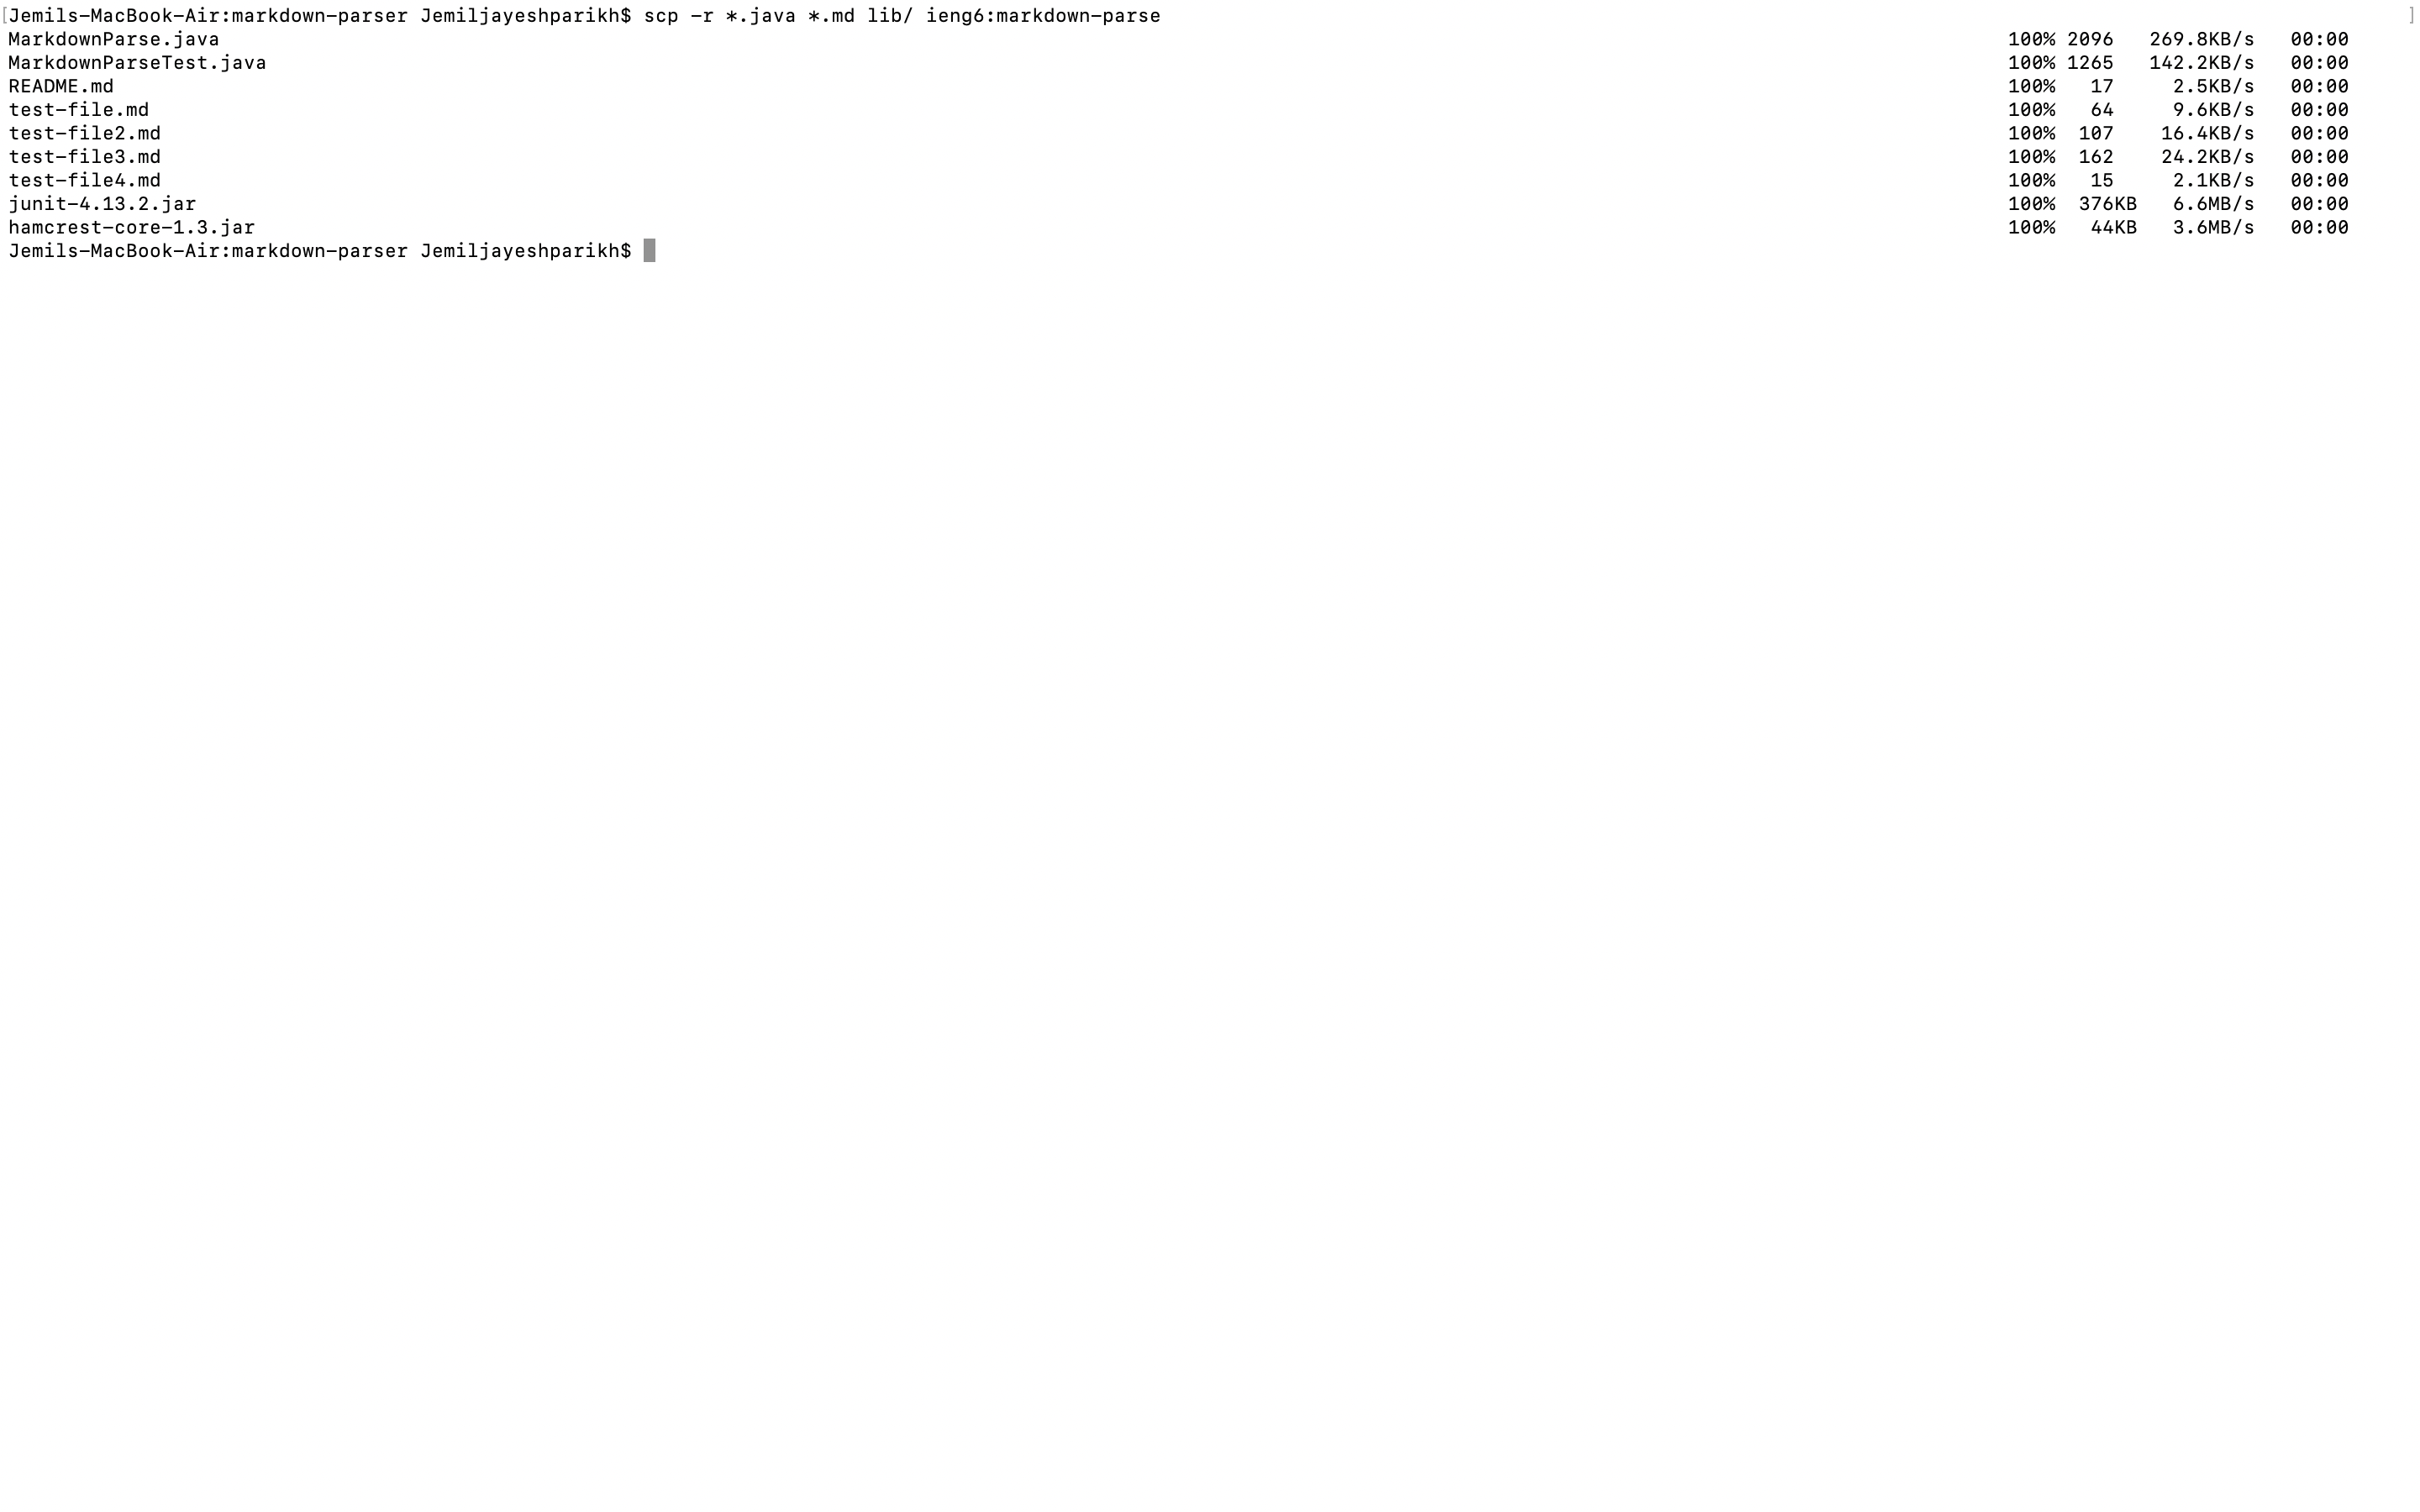 [Jemils-MacBook-Air:markdown-parser Jemiljayeshparikh$ scp -r *.java *.md lib/ ieng6:markdown-parse ]
MarkdownParse.java 100% 2096 269.8KB/s 00:00
MarkdownParseTest.java 100% 1265 142.2KB/s 00:00
README.md 100% 17 2.5KB/s 00:00
test-file.md 100% 64 9.6KB/s 00:00
test-file2.md 100% 107 16.4KB/s 00:00
test-file3.md 100% 162 24.2KB/s 00:00
test-file4.md 100% 15 2.1KB/s 00:00
junit-4.13.2.jar 100% 376KB 6.6MB/s 00:00
hamcrest-core-1.3.jar 100% 44KB 3.6MB/s 00:00
Jemils-MacBook-Air:markdown-parser Jemiljayeshparikh$